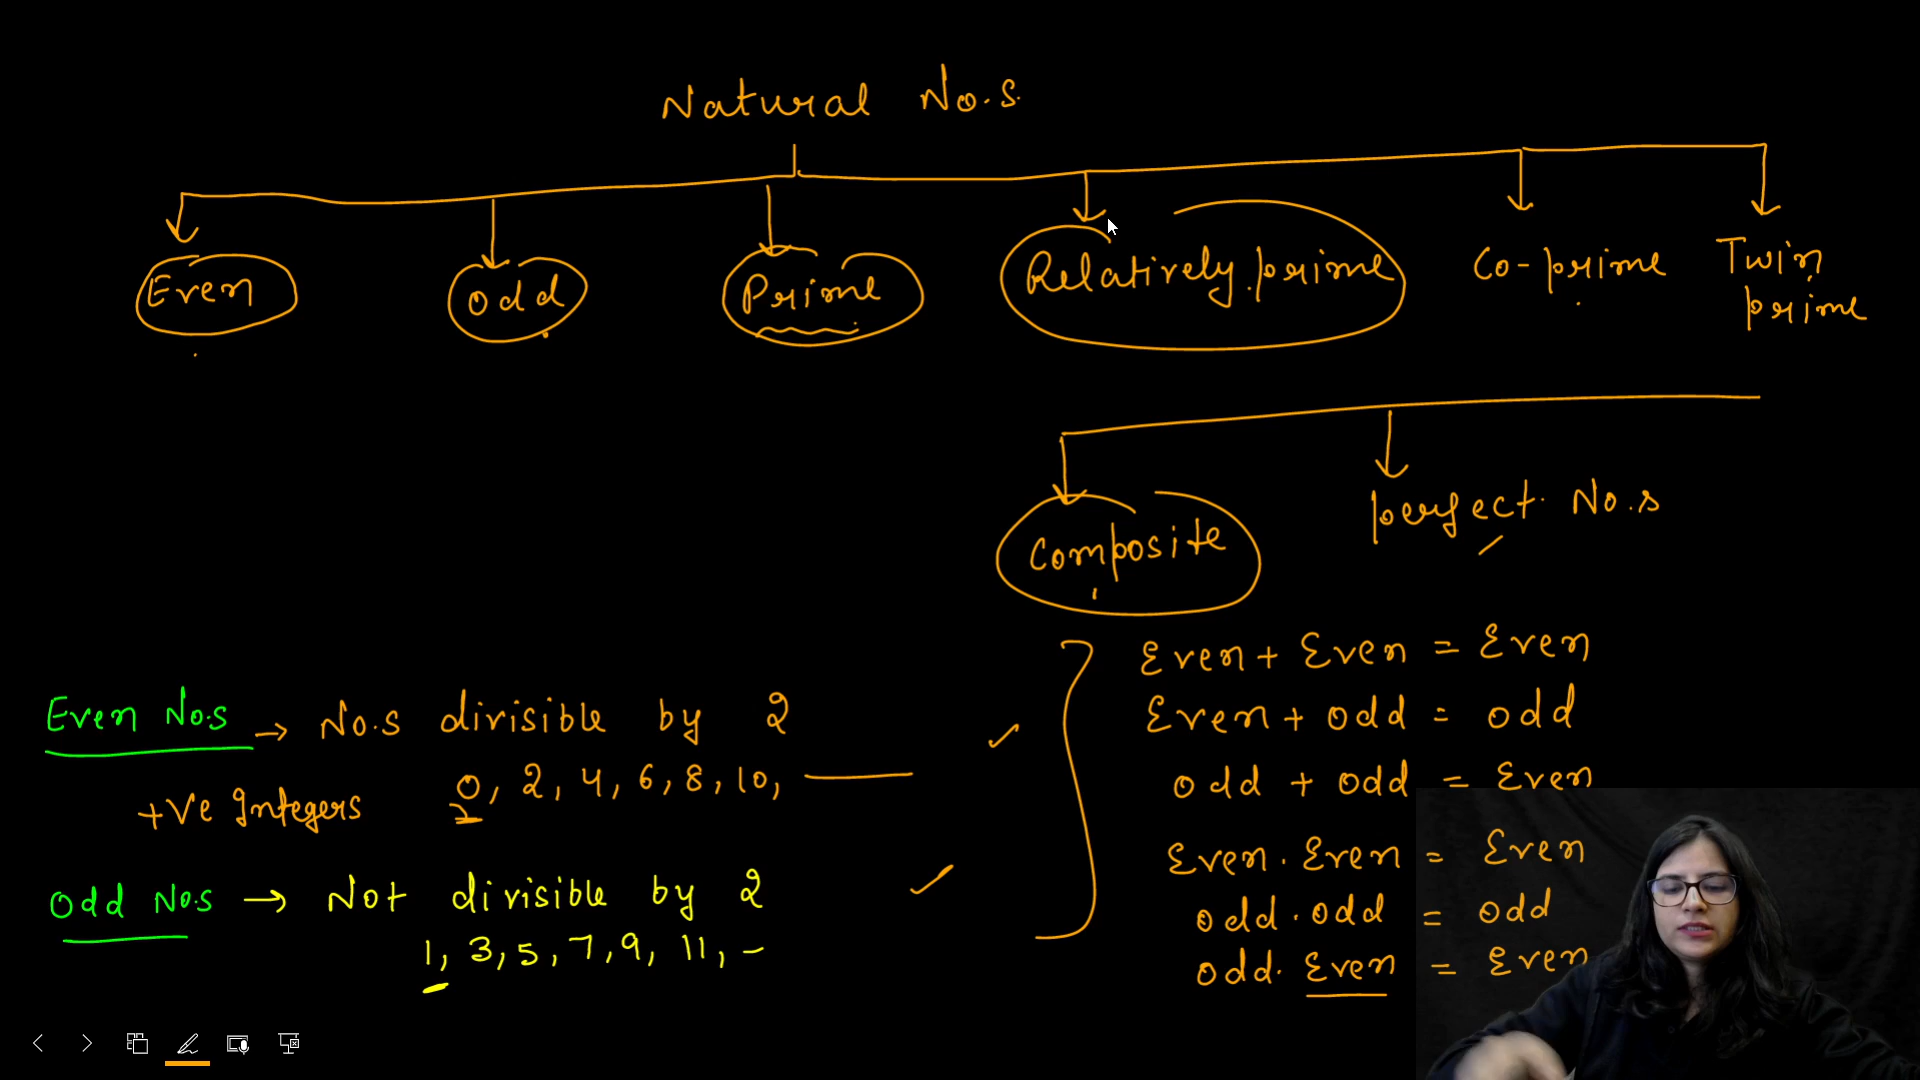 Natural No.s.
Even
odd
Prime
Relatively prime
Co-prime
Twin
prime
Composite
perfect No.s
Even No.s → No.s divisible by 2
+ve Integers 0, 2, 4, 6, 8, 10, —
Odd No.s → Not divisible by 2
1, 3, 5, 7, 9, 11, –
Even + Even = Even
Even + odd = odd
odd + odd = Even
Even . Even = Even
odd . odd = odd
odd . Even = Even